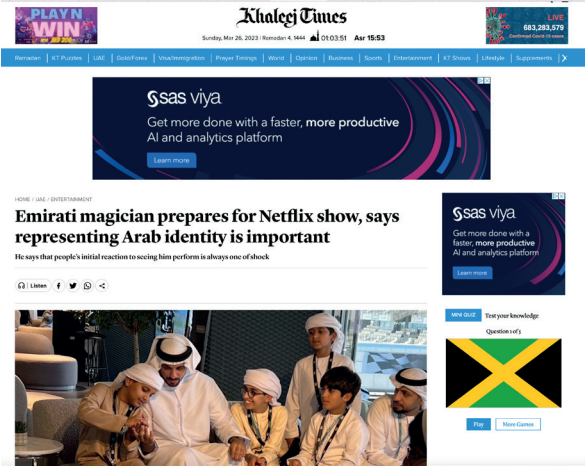 PLAY N
WIN
Khaleej Times
Sunday, Mar 26, 2023 | Ramadan 4, 1444 01:03:51 Asr 15:53
LIVE
683,283,579
Confirmed Covid-19 cases
Ramadan KT Puzzles UAE Gold/Forex Visa/Immigration Prayer Timings World Opinion Business Sports Entertainment KT Shows Lifestyle Supplements
sas viya
Get more done with a faster, more productive
AI and analytics platform
Learn more
HOME / UAE / ENTERTAINMENT
Emirati magician prepares for Netflix show, says
representing Arab identity is important
He says that people's initial reaction to seeing him perform is always one of shock
Listen
sas viya
Get more done with a
faster, more productive
AI and analytics platform
Learn more
MINI QUIZ Test your knowledge
Question 1 of 5
Play More Games